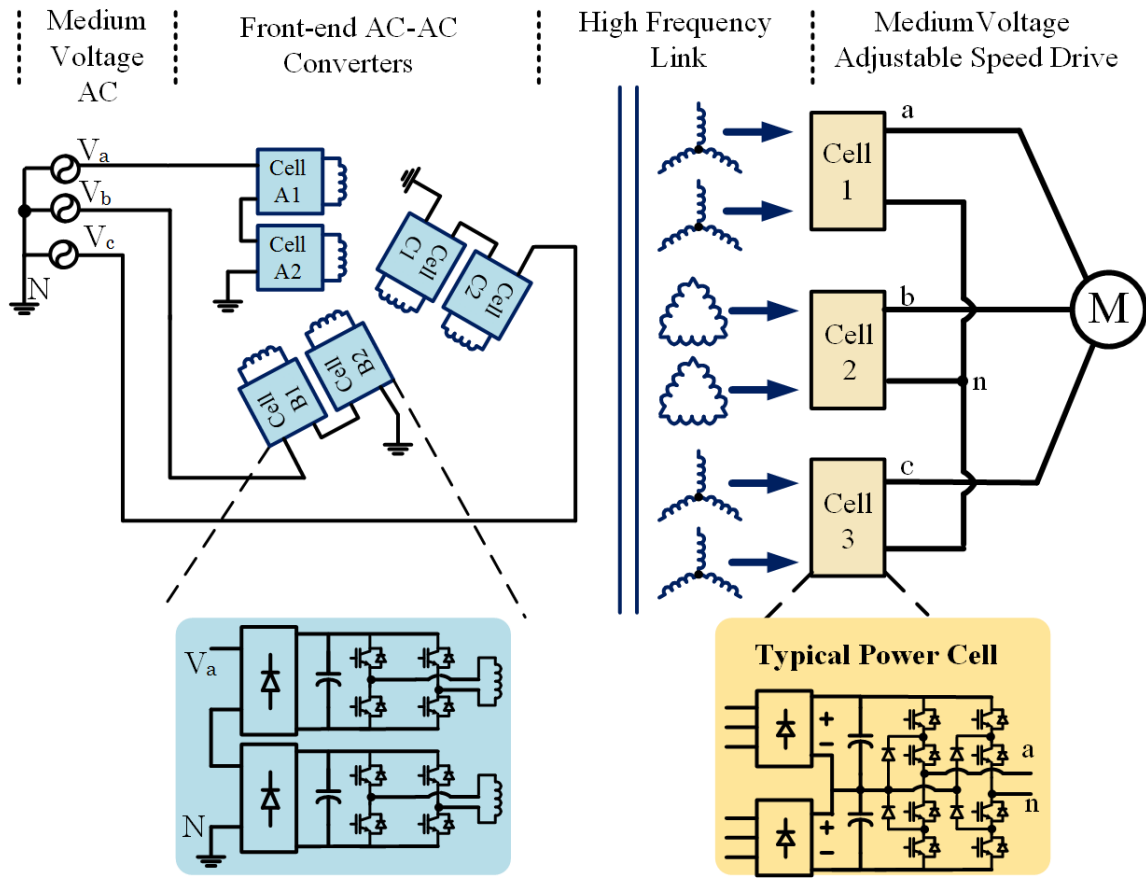 Medium
Voltage
AC
Front-end AC-AC
Converters
High Frequency
Link
Medium Voltage
Adjustable Speed Drive
Va
Vb
Vc
N
Cell
A1
Cell
A2
Cell
C1
Cell
C2
Cell
B1
Cell
B2
Cell
1
Cell
2
Cell
3
a
b
n
c
M
Va
N
Typical Power Cell
+
−
+
−
a
n